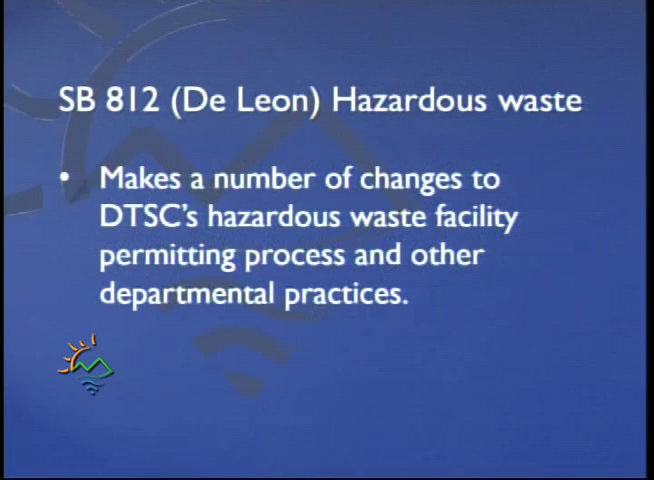 SB 812 (De Leon) Hazardous waste
• Makes a number of changes to
DTSC's hazardous waste facility
permitting process and other
departmental practices.